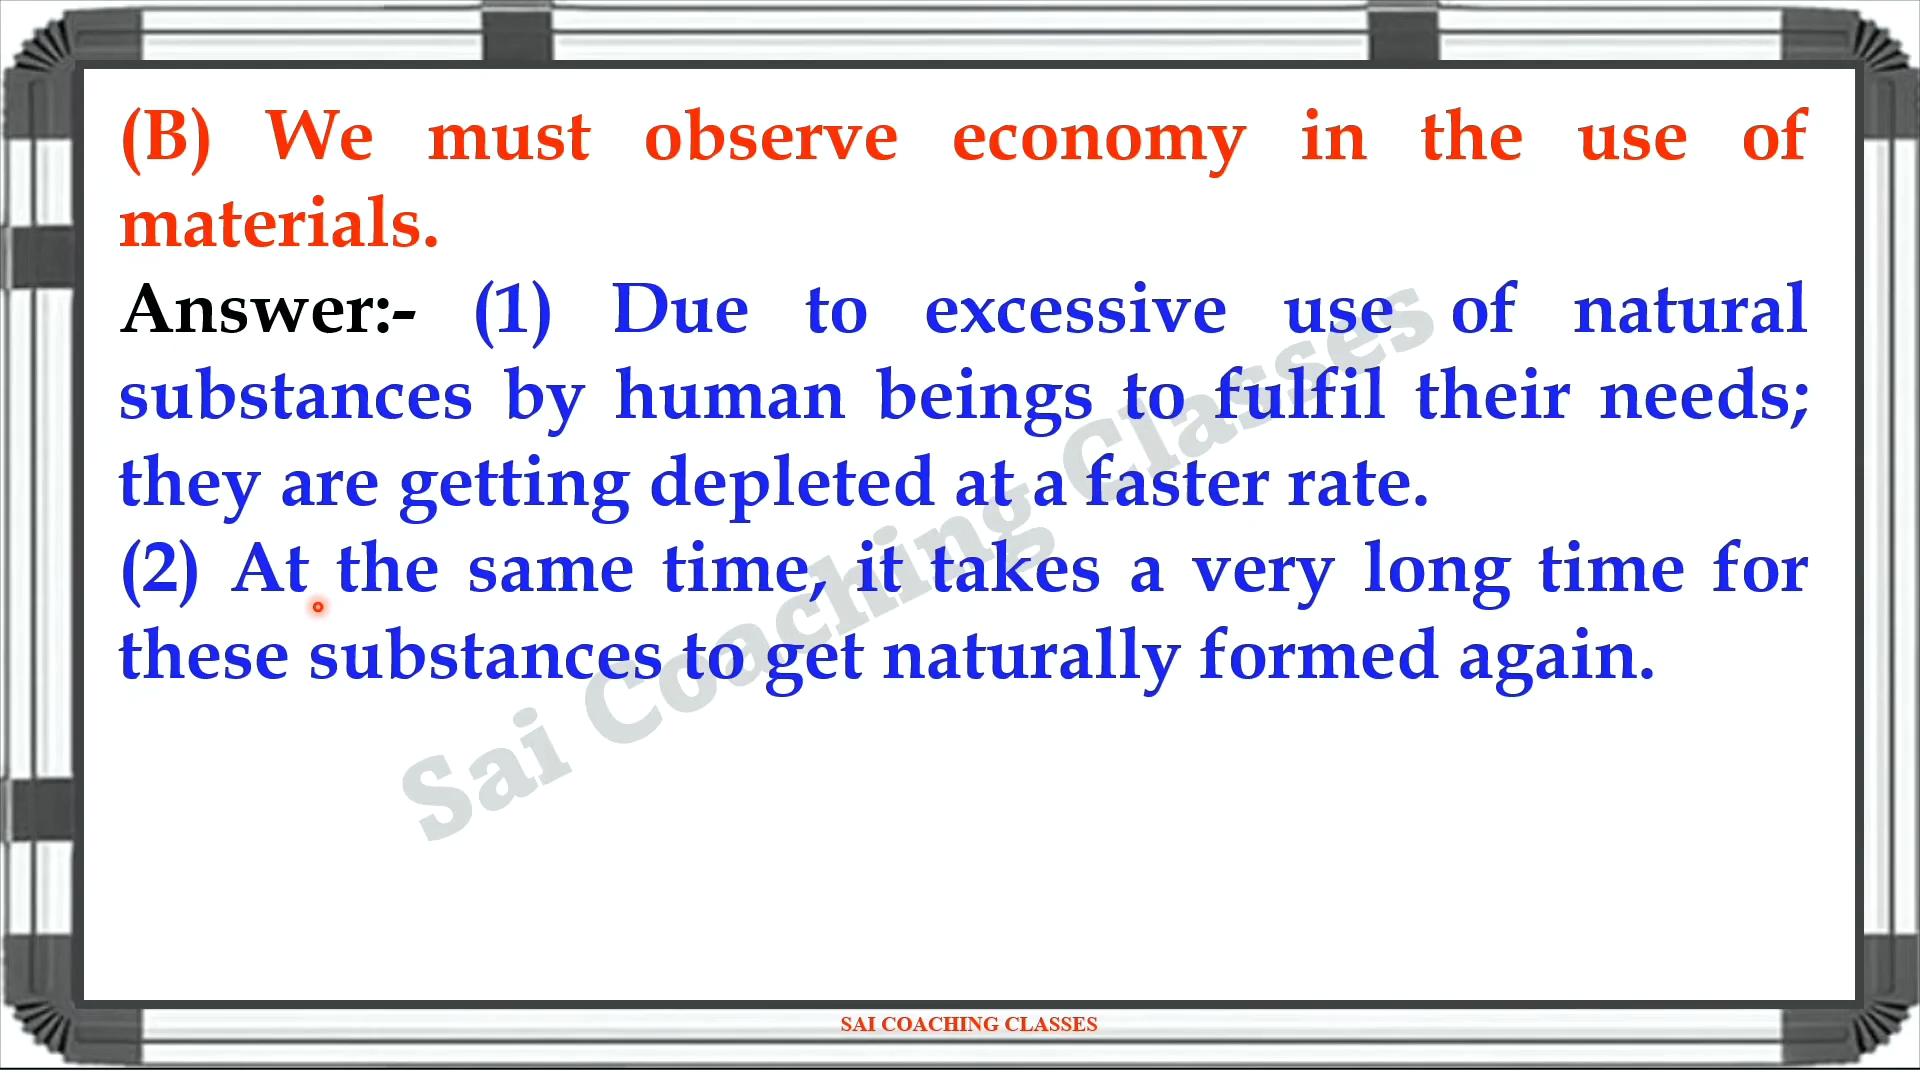 (B) We must observe economy in the use of
materials.
Answer:- (1) Due to excessive use of natural
substances by human beings to fulfil their needs;
they are getting depleted at a faster rate.
(2) At the same time, it takes a very long time for
these substances to get naturally formed again.
Sai Coaching Classes
SAI COACHING CLASSES